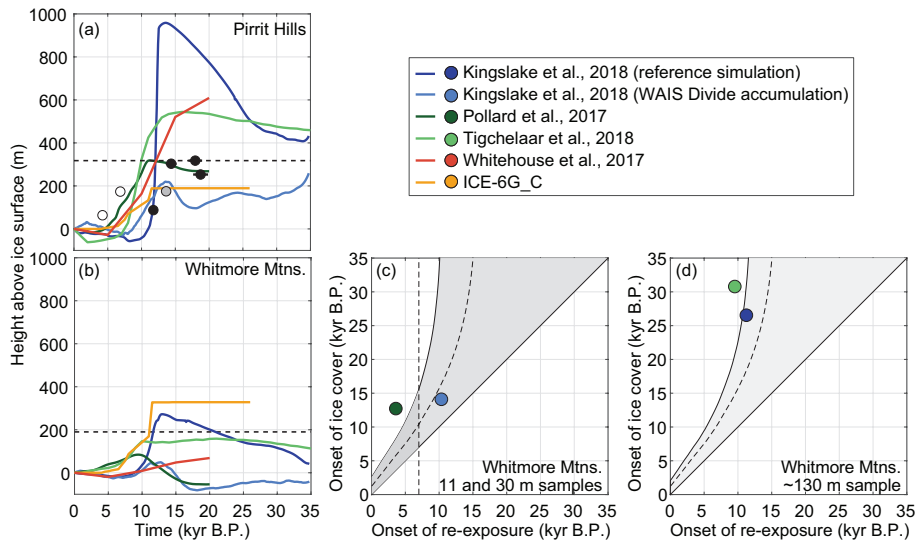 (a)
Pirrit Hills
1000
800
600
400
200
0
Height above ice surface (m)
Kingslake et al., 2018 (reference simulation)
Kingslake et al., 2018 (WAIS Divide accumulation)
Pollard et al., 2017
Tigchelaar et al., 2018
Whitehouse et al., 2017
ICE-6G_C
(b)
Whitmore Mtns.
1000
800
600
400
200
0
0 5 10 15 20 25 30 35
Time (kyr B.P.)
(c)
35
30
25
20
15
10
5
0
Onset of ice cover (kyr B.P.)
Whitmore Mtns.
11 and 30 m samples
0 5 10 15 20 25 30 35
Onset of re-exposure (kyr B.P.)
(d)
35
30
25
20
15
10
5
0
Onset of ice cover (kyr B.P.)
Whitmore Mtns.
~130 m sample
0 5 10 15 20 25 30 35
Onset of re-exposure (kyr B.P.)